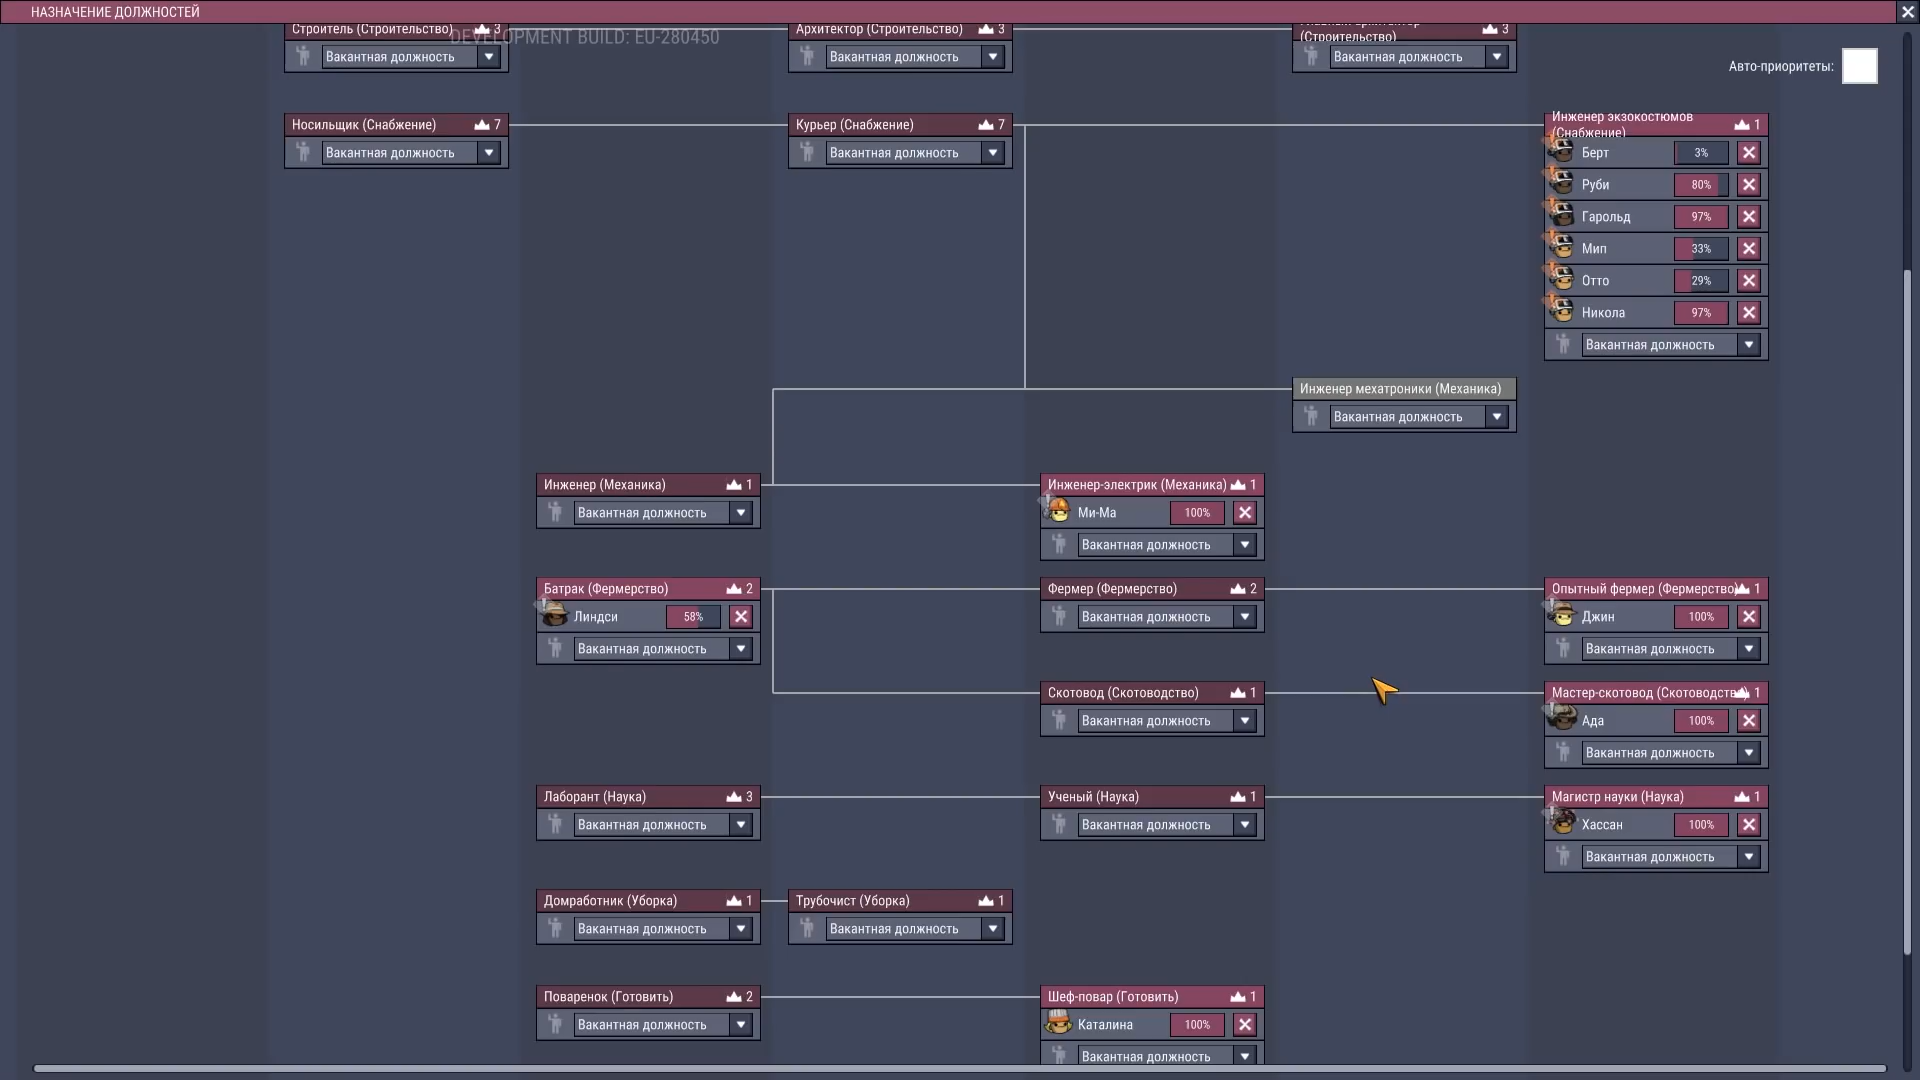 НАЗНАЧЕНИЕ ДОЛЖНОСТЕЙ
DEVELOPMENT BUILD: EU-280450
Авто-приоритеты:
Строитель (Строительство) 3
Вакантная должность
Архитектор (Строительство) 3
Вакантная должность
(Строительство) 3
Вакантная должность
Носильщик (Снабжение) 7
Вакантная должность
Курьер (Снабжение) 7
Вакантная должность
Инженер экзокостюмов
(Снабжение) 1
Берт 3%
Руби 80%
Гарольд 97%
Мип 33%
Отто 29%
Никола 97%
Вакантная должность
Инженер мехатроники (Механика)
Вакантная должность
Инженер (Механика) 1
Вакантная должность
Инженер-электрик (Механика) 1
Ми-Ма 100%
Вакантная должность
Батрак (Фермерство) 2
Линдси 58%
Вакантная должность
Фермер (Фермерство) 2
Вакантная должность
Опытный фермер (Фермерство) 1
Джин 100%
Вакантная должность
Скотовод (Скотоводство) 1
Вакантная должность
Мастер-скотовод (Скотоводство) 1
Ада 100%
Вакантная должность
Лаборант (Наука) 3
Вакантная должность
Ученый (Наука) 1
Вакантная должность
Магистр науки (Наука) 1
Хассан 100%
Вакантная должность
Домработник (Уборка) 1
Вакантная должность
Трубочист (Уборка) 1
Вакантная должность
Поваренок (Готовить) 2
Вакантная должность
Шеф-повар (Готовить) 1
Каталина 100%
Вакантная должность